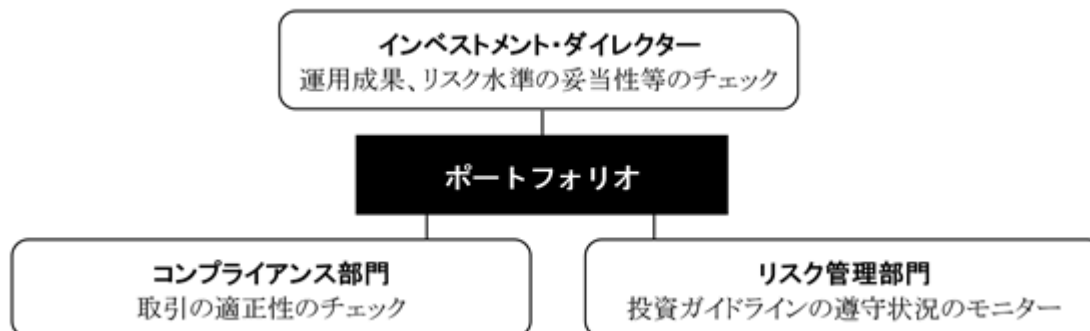 インベストメント・ダイレクター
運用成果、リスク水準の妥当性等のチェック
ポートフォリオ
コンプライアンス部門
取引の適正性のチェック
リスク管理部門
投資ガイドラインの遵守状況のモニター